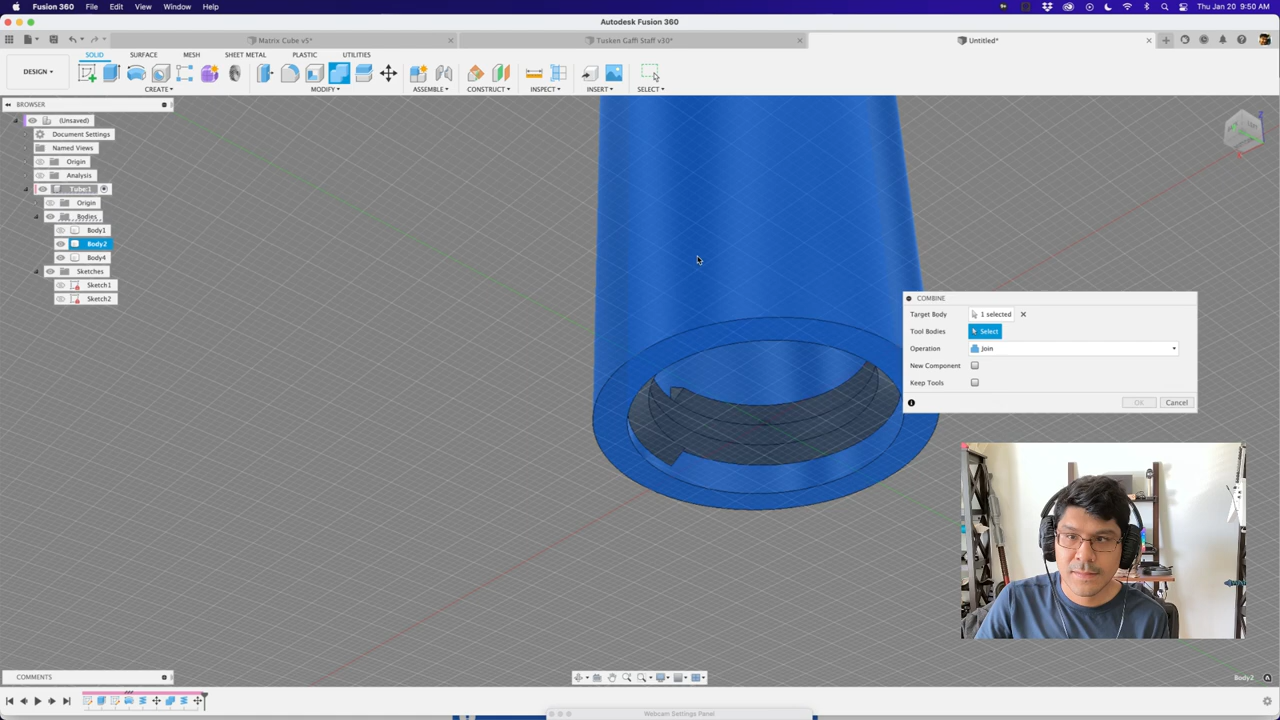 Fusion 360 File Edit View Window Help
Thu Jan 20 9:50 AM
Autodesk Fusion 360
Matrix Cube v5*
Tusken Gaffi Staff v30*
Untitled*
SOLID SURFACE MESH SHEET METAL PLASTIC UTILITIES
DESIGN
CREATE MODIFY ASSEMBLE CONSTRUCT INSPECT INSERT SELECT
BROWSER
(Unsaved)
Document Settings
Named Views
Origin
Analysis
Tube:1
Origin
Bodies
Body1
Body2
Body4
Sketches
Sketch1
Sketch2
COMBINE
Target Body 1 selected
Tool Bodies Select
Operation Join
New Component
Keep Tools
OK Cancel
COMMENTS
Body2
Webcam Settings Panel